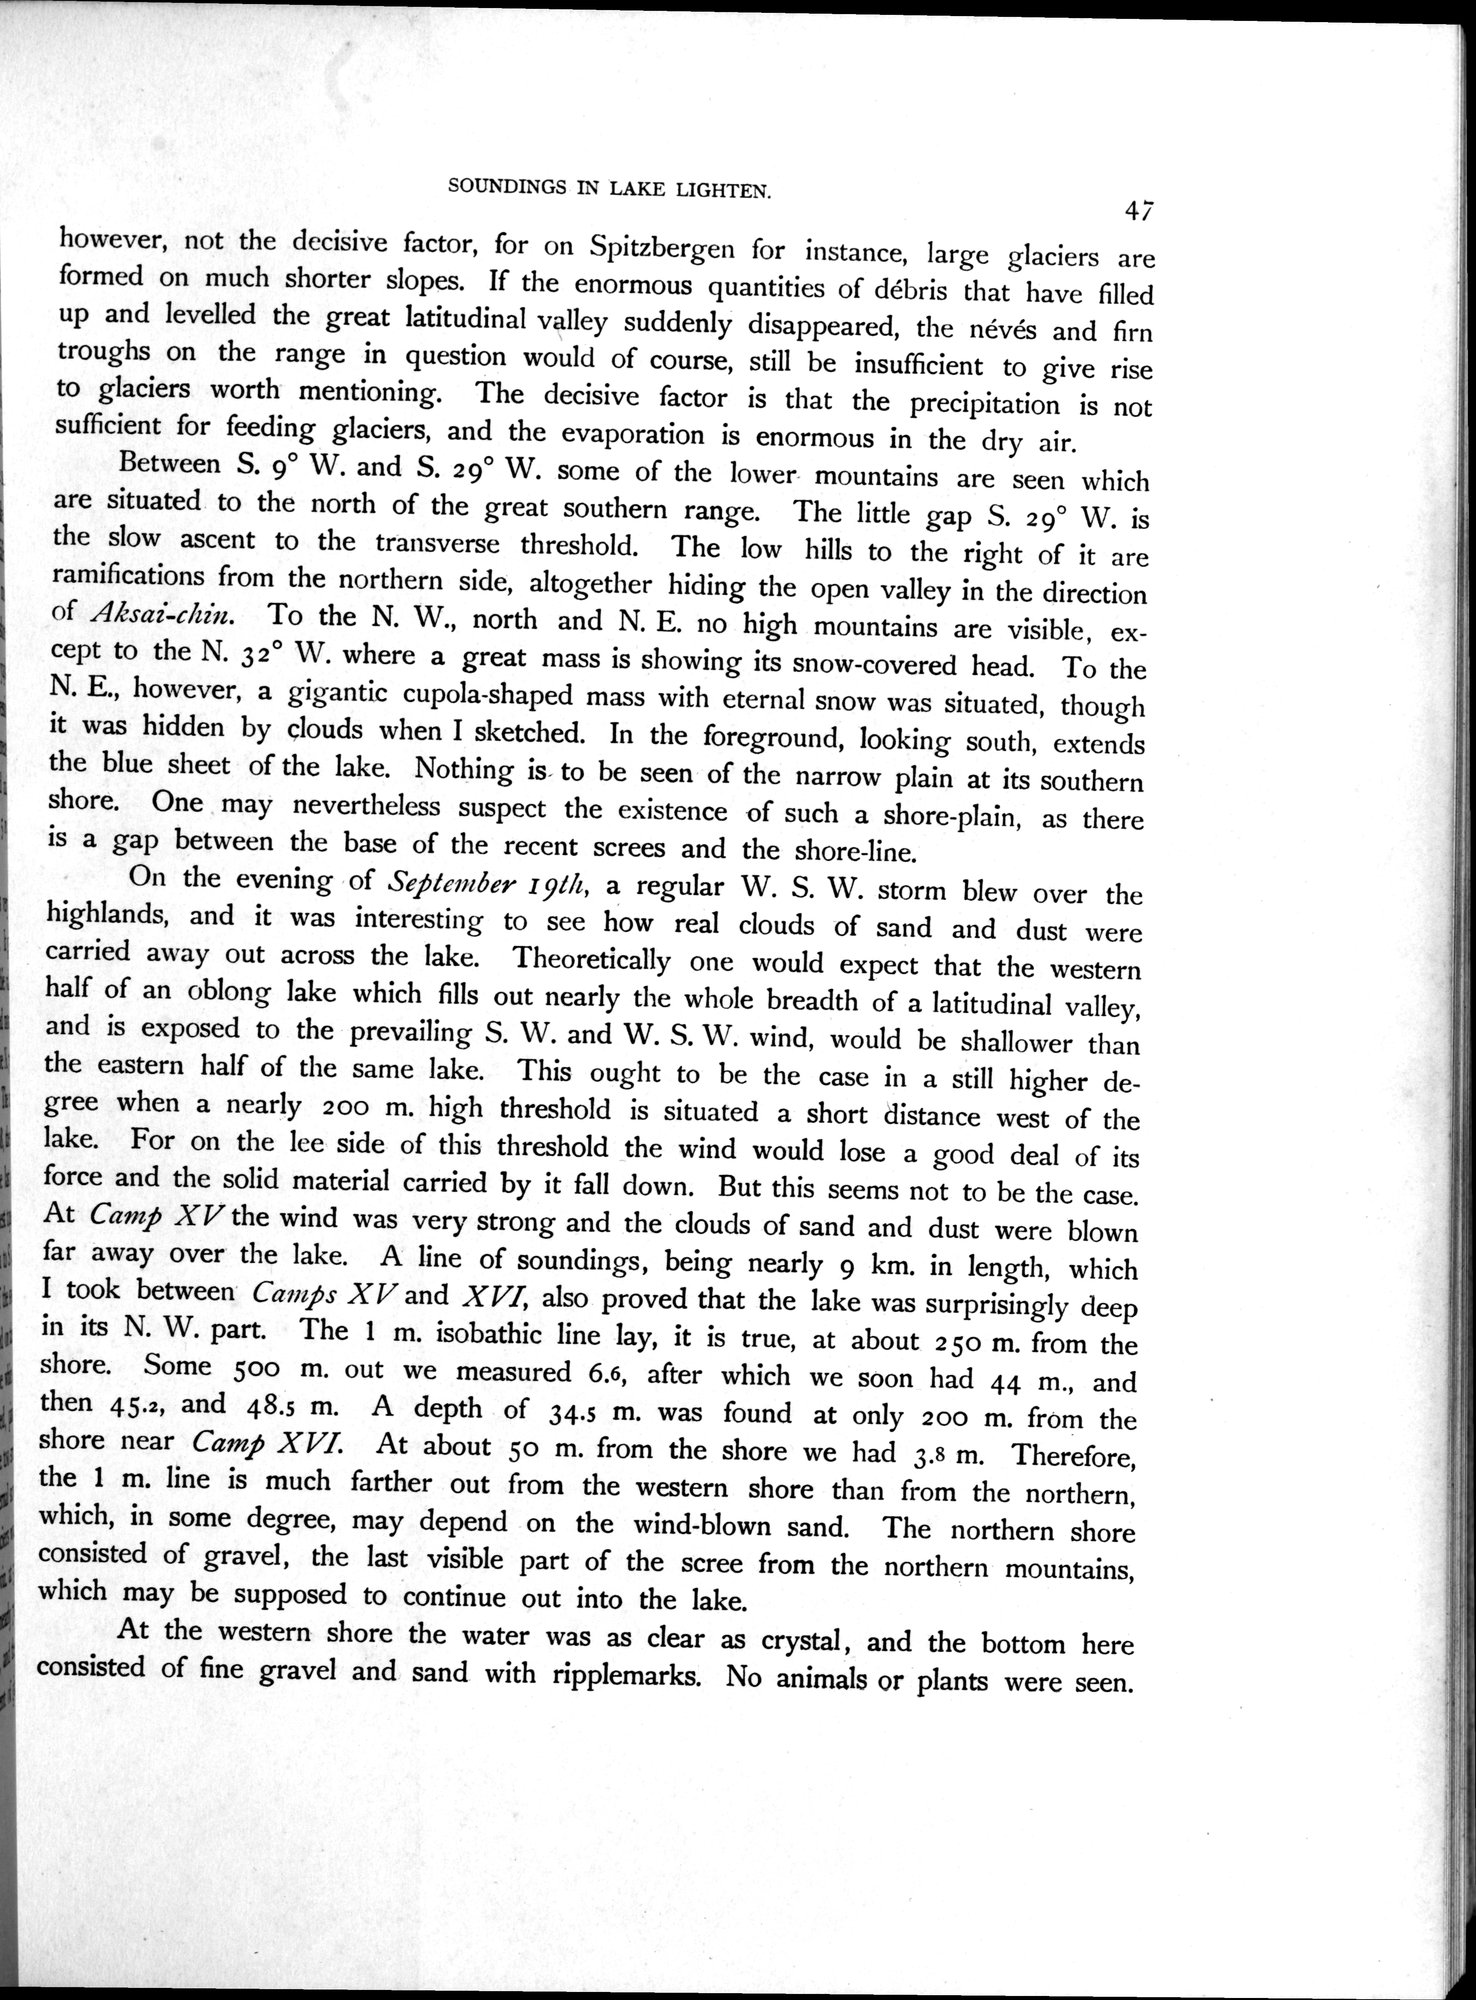 SOUNDINGS IN LAKE LIGHTEN.
47
however, not the decisive factor, for on Spitzbergen for instance, large glaciers are
formed on much shorter slopes. If the enormous quantities of débris that have filled
up and levelled the great latitudinal valley suddenly disappeared, the névés and firn
troughs on the range in question would of course, still be insufficient to give rise
to glaciers worth mentioning. The decisive factor is that the precipitation is not
sufficient for feeding glaciers, and the evaporation is enormous in the dry air.
Between S. 9° W. and S. 29° W. some of the lower mountains are seen which
are situated to the north of the great southern range. The little gap S. 29° W. is
the slow ascent to the transverse threshold. The low hills to the right of it are
ramifications from the northern side, altogether hiding the open valley in the direction
of Aksai-chin. To the N. W., north and N. E. no high mountains are visible, ex-
cept to the N. 32° W. where a great mass is showing its snow-covered head. To the
N. E., however, a gigantic cupola-shaped mass with eternal snow was situated, though
it was hidden by clouds when I sketched. In the foreground, looking south, extends
the blue sheet of the lake. Nothing is to be seen of the narrow plain at its southern
shore. One may nevertheless suspect the existence of such a shore-plain, as there
is a gap between the base of the recent screes and the shore-line.
On the evening of September 19th, a regular W. S. W. storm blew over the
highlands, and it was interesting to see how real clouds of sand and dust were
carried away out across the lake. Theoretically one would expect that the western
half of an oblong lake which fills out nearly the whole breadth of a latitudinal valley,
and is exposed to the prevailing S. W. and W. S. W. wind, would be shallower than
the eastern half of the same lake. This ought to be the case in a still higher de-
gree when a nearly 200 m. high threshold is situated a short distance west of the
lake. For on the lee side of this threshold the wind would lose a good deal of its
force and the solid material carried by it fall down. But this seems not to be the case.
At Camp XV the wind was very strong and the clouds of sand and dust were blown
far away over the lake. A line of soundings, being nearly 9 km. in length, which
I took between Camps XV and XVI, also proved that the lake was surprisingly deep
in its N. W. part. The 1 m. isobathic line lay, it is true, at about 250 m. from the
shore. Some 500 m. out we measured 6.6, after which we soon had 44 m., and
then 45.2, and 48.5 m. A depth of 34.5 m. was found at only 200 m. from the
shore near Camp XVI. At about 50 m. from the shore we had 3.8 m. Therefore,
the 1 m. line is much farther out from the western shore than from the northern,
which, in some degree, may depend on the wind-blown sand. The northern shore
consisted of gravel, the last visible part of the scree from the northern mountains,
which may be supposed to continue out into the lake.
At the western shore the water was as clear as crystal, and the bottom here
consisted of fine gravel and sand with ripplemarks. No animals or plants were seen.